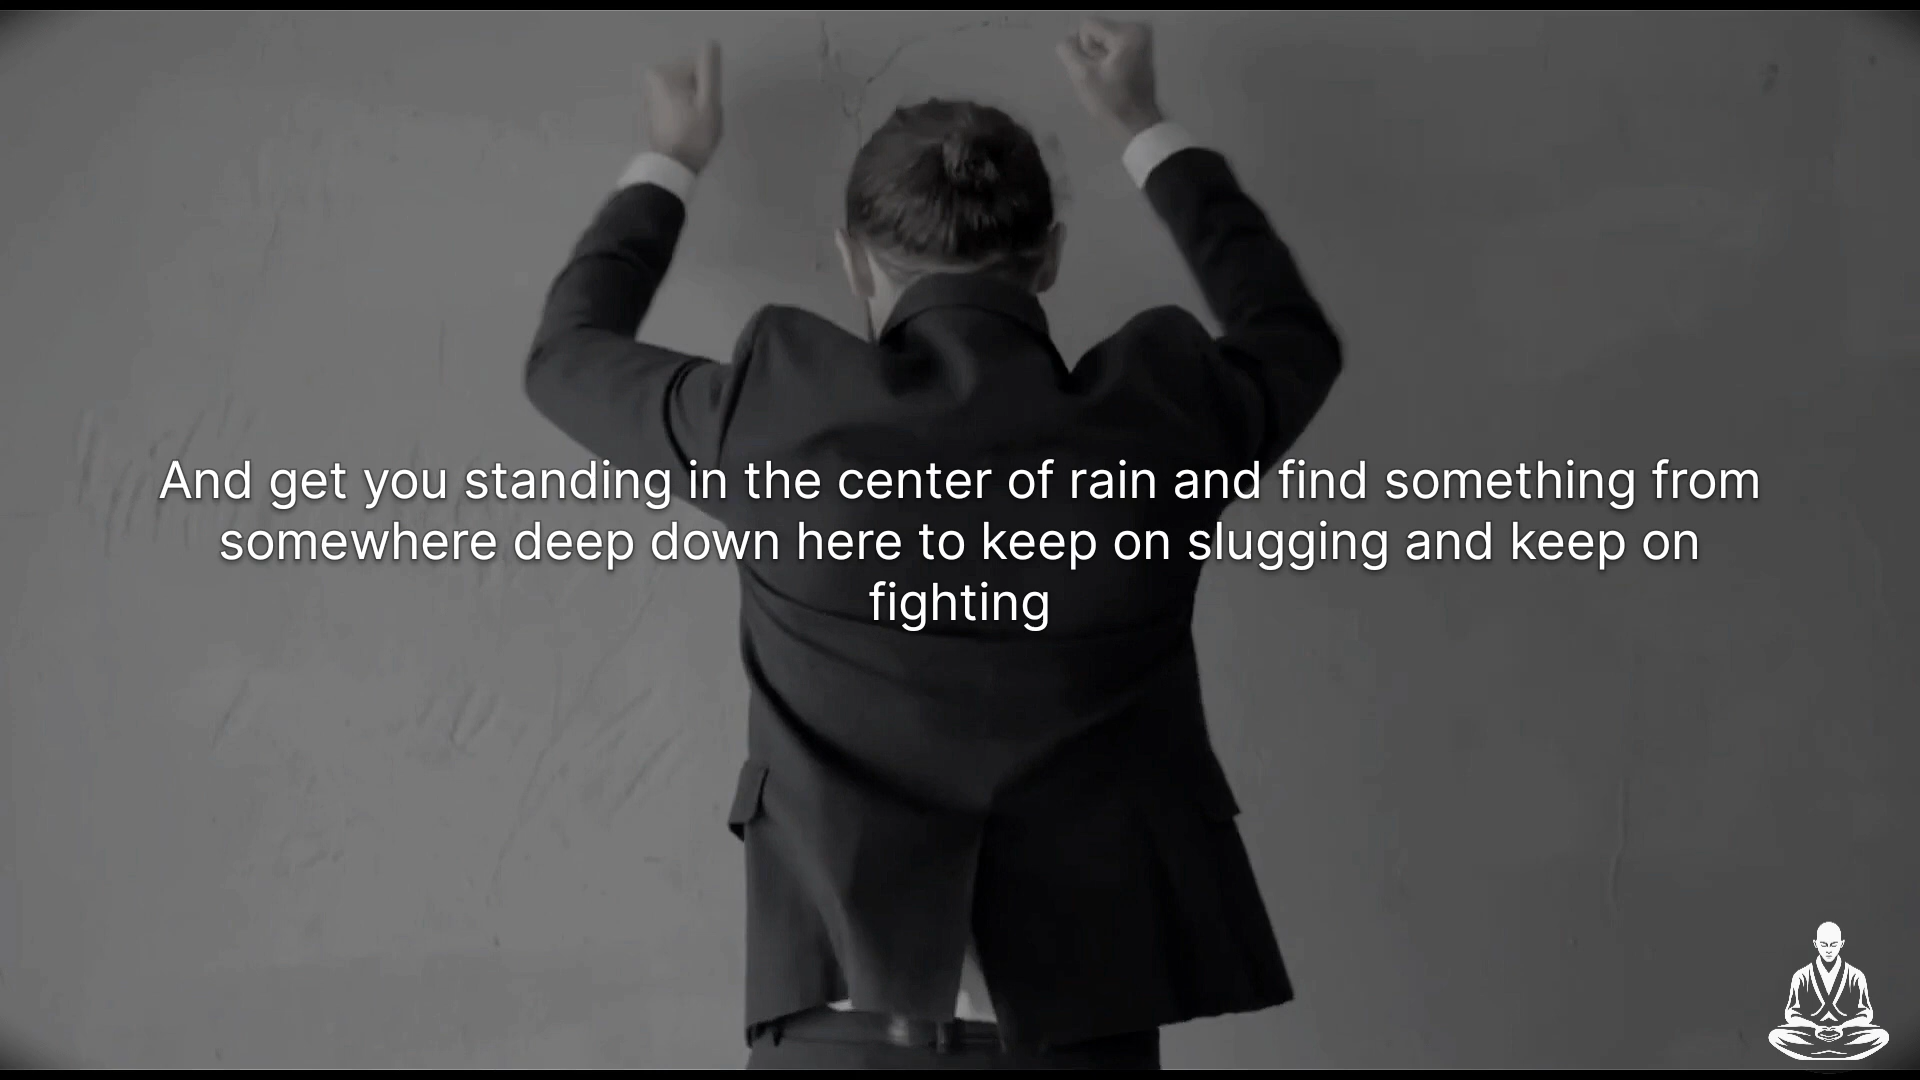 And get you standing in the center of rain and find something from
somewhere deep down here to keep on slugging and keep on
fighting